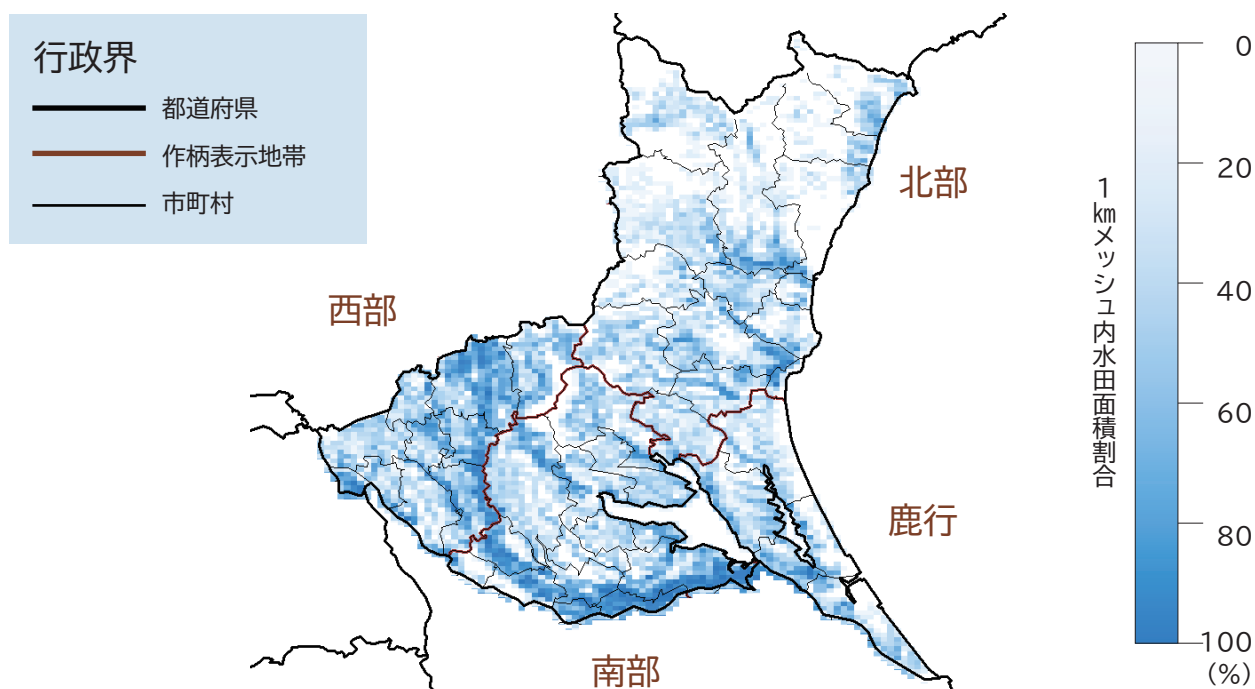 行政界
都道府県
作柄表示地帯
市町村
北部
西部
鹿行
南部
1㎞メッシュ内水田面積割合
0
20
40
60
80
100
(%)